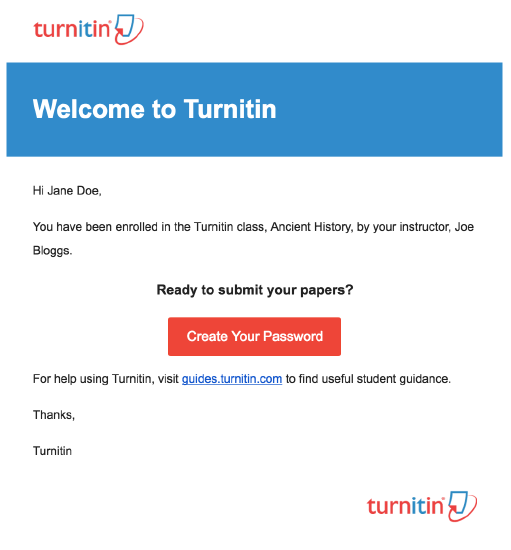 turnitin
Welcome to Turnitin
Hi Jane Doe,
You have been enrolled in the Turnitin class, Ancient History, by your instructor, Joe
Bloggs.
Ready to submit your papers?
Create Your Password
For help using Turnitin, visit guides.turnitin.com to find useful student guidance.
Thanks,
Turnitin
turnitin